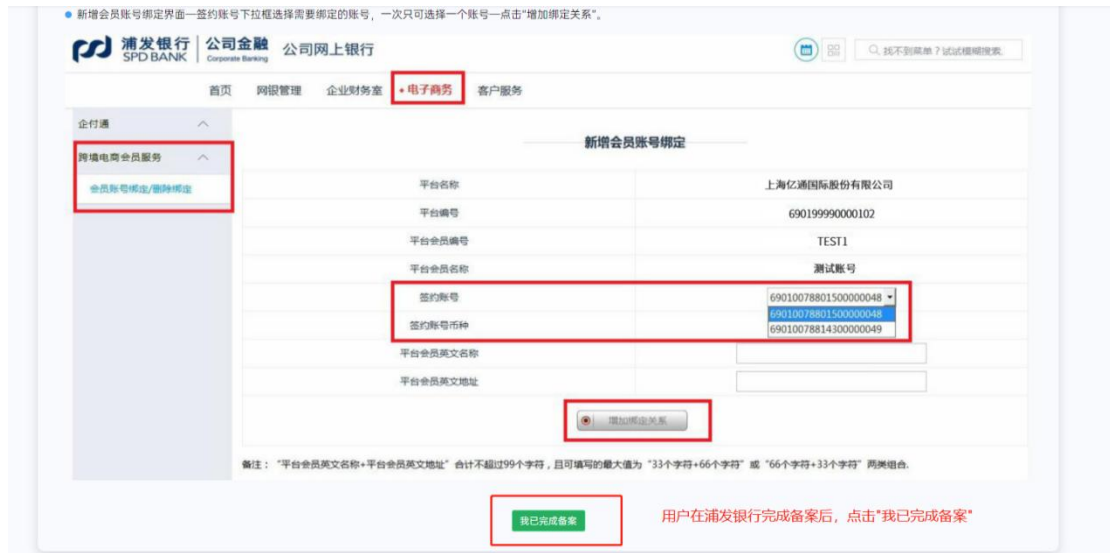 新增会员账号绑定界面—签约账号下拉框选择需要绑定的账号，一次只可选择一个账号—点击"增加绑定关系"。
浦发银行 公司金融 公司网上银行
SPD BANK Corporate Banking
找不到菜单？试试模糊搜索
首页 网银管理 企业财务室 电子商务 客户服务
企付通
跨境电商会员服务
会员账号绑定/删除绑定
新增会员账号绑定
平台名称 上海亿通国际股份有限公司
平台编号 690199990000102
平台会员编号 TEST1
平台会员名称 测试账号
签约账号 69010078801500000048
69010078801500000048
签约账号币种 69010078814300000049
平台会员英文名称
平台会员英文地址
增加绑定关系
备注：“平台会员英文名称+平台会员英文地址”合计不超过99个字符，且可填写的最大值为“33个字符+66个字符”或“66个字符+33个字符”两类组合.
我已完成备案 用户在浦发银行完成备案后，点击"我已完成备案"